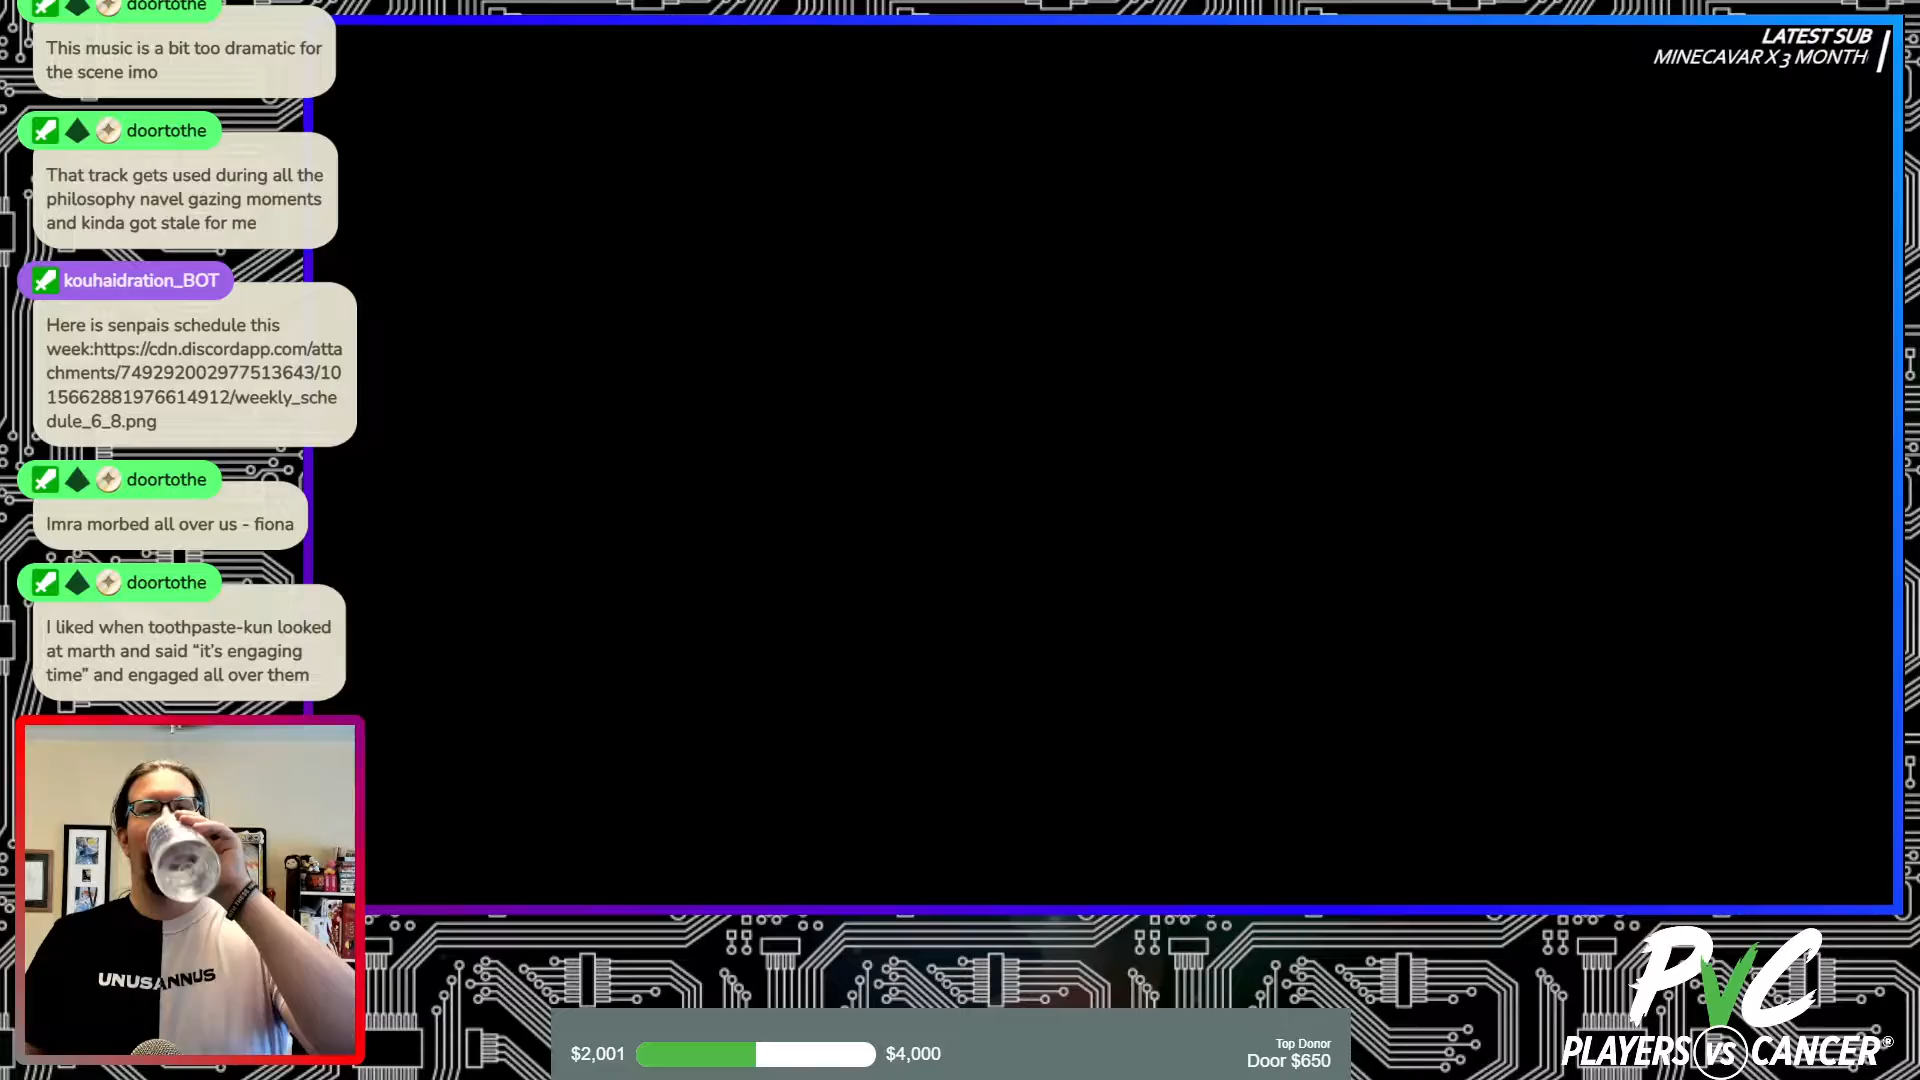 doortothe
This music is a bit too dramatic for
the scene imo
doortothe
That track gets used during all the
philosophy navel gazing moments
and kinda got stale for me
kouhaidration_BOT
Here is senpais schedule this
week:https://cdn.discordapp.com/atta
chments/749292002977513643/10
15662881976614912/weekly_sche
dule_6_8.png
doortothe
Imra morbed all over us - fiona
doortothe
I liked when toothpaste-kun looked
at marth and said “it’s engaging
time” and engaged all over them
LATEST SUB
MINECAVAR X 3 MONTH
UNUS ANNUS
$2,001
$4,000
Top Donor
Door $650
PVC
PLAYERS VS CANCER®